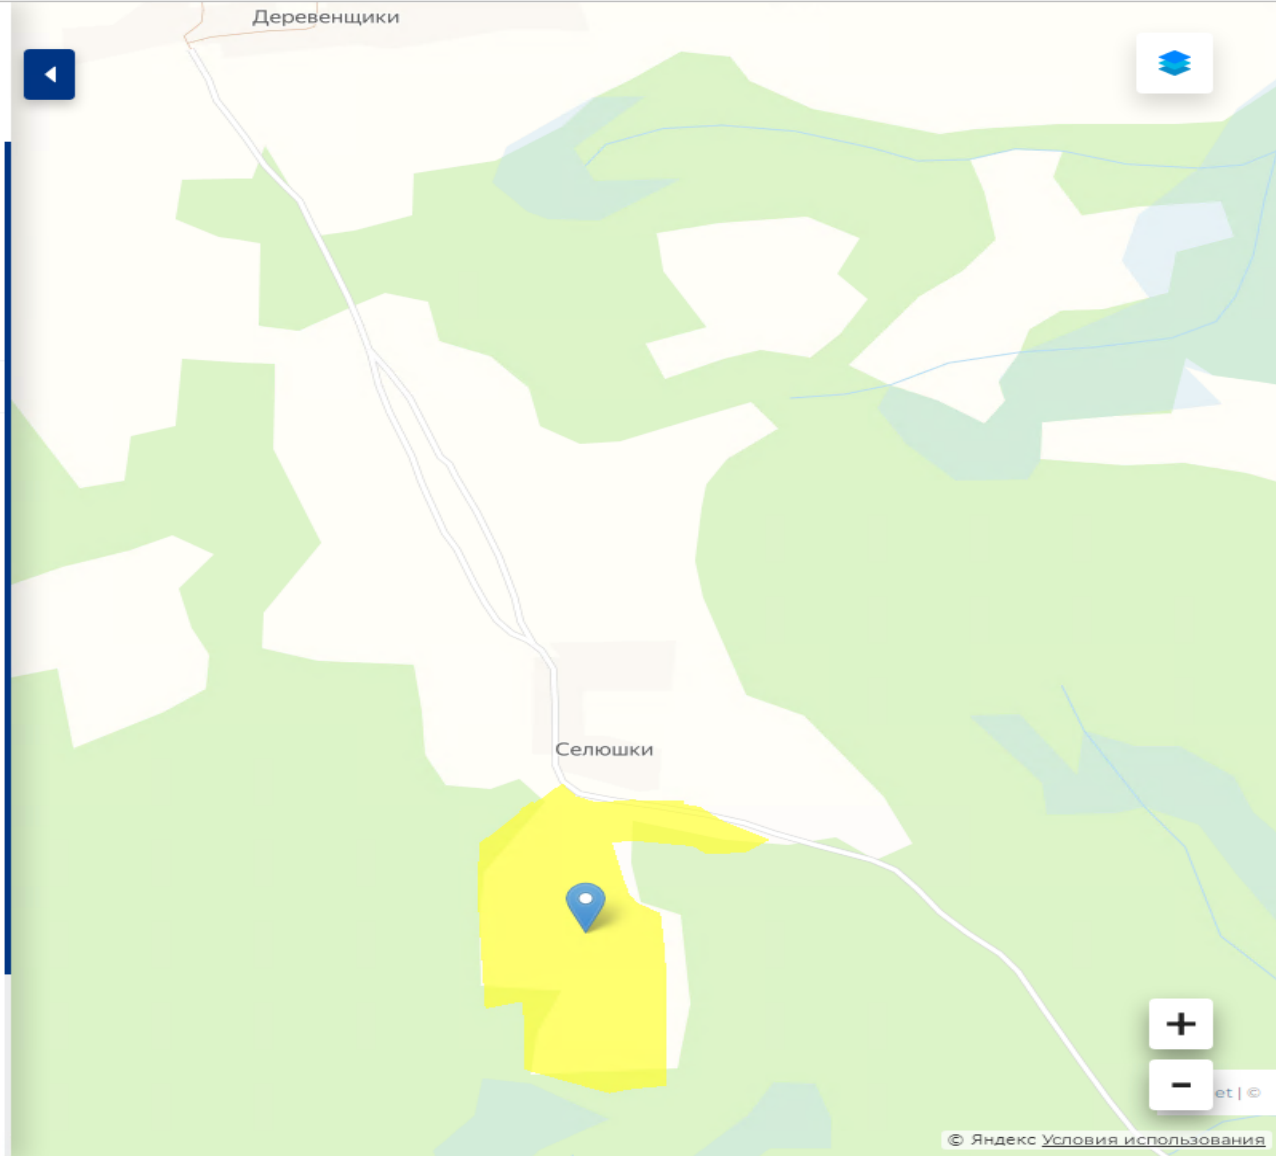 Деревенщики
Селюшки
+
−
et | ©
© Яндекс Условия использования